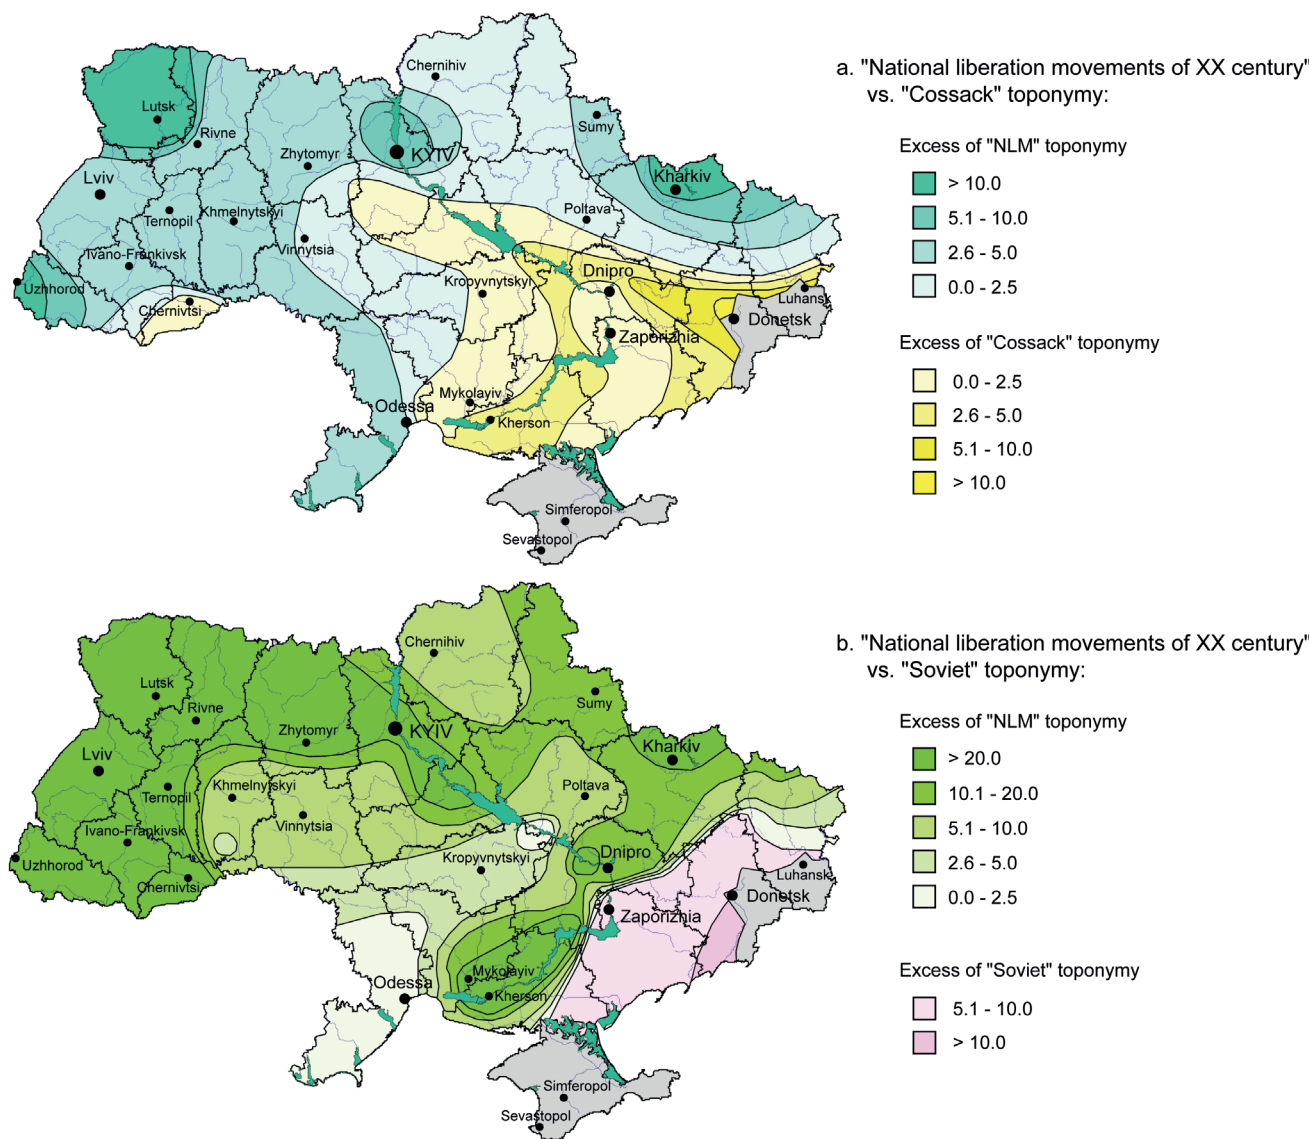 a. "National liberation movements of XX century"
vs. "Cossack" toponymy:
Excess of "NLM" toponymy
> 10.0
5.1 - 10.0
2.6 - 5.0
0.0 - 2.5
Excess of "Cossack" toponymy
0.0 - 2.5
2.6 - 5.0
5.1 - 10.0
> 10.0
Chernihiv
Lutsk
Rivne
Sumy
KYIV
Zhytomyr
Lviv
Kharkiv
Ternopil
Khmelnytskyi
Poltava
Vinnytsia
Ivano-Frankivsk
Uzhhorod
Chernivtsi
Kropyvnytskyi
Dnipro
Luhansk
Donetsk
Zaporizhia
Mykolayiv
Odessa
Kherson
Simferopol
Sevastopol
b. "National liberation movements of XX century"
vs. "Soviet" toponymy:
Excess of "NLM" toponymy
> 20.0
10.1 - 20.0
5.1 - 10.0
2.6 - 5.0
0.0 - 2.5
Excess of "Soviet" toponymy
5.1 - 10.0
> 10.0
Chernihiv
Lutsk
Rivne
Sumy
Zhytomyr
KYIV
Lviv
Kharkiv
Ternopil
Khmelnytskyi
Poltava
Vinnytsia
Ivano-Frankivsk
Uzhhorod
Chernivtsi
Kropyvnytskyi
Dnipro
Luhansk
Donetsk
Zaporizhia
Mykolayiv
Odessa
Kherson
Simferopol
Sevastopol